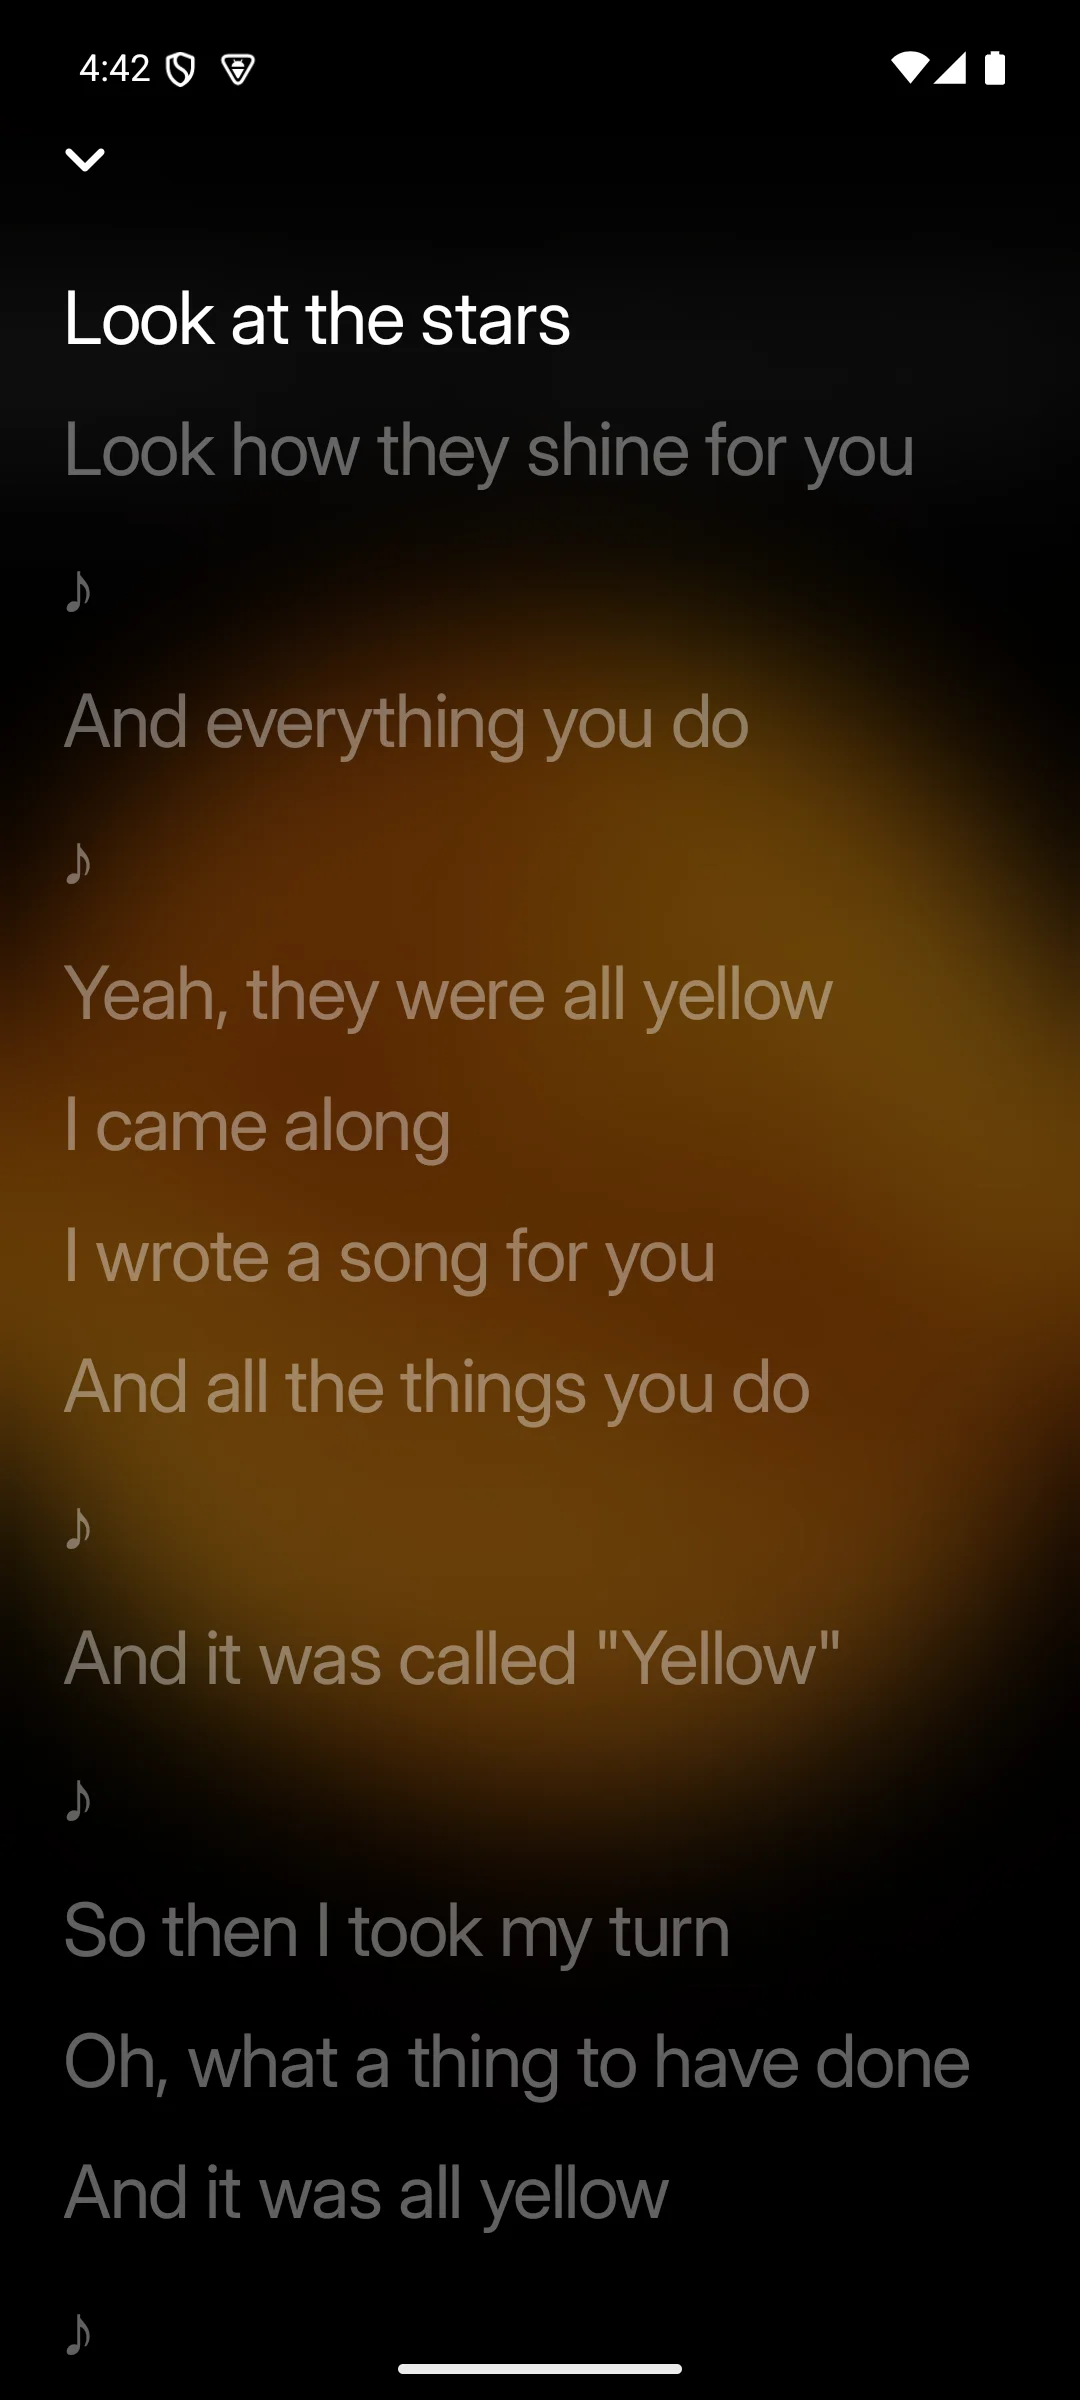 4:42
Look at the stars
Look how they shine for you
♪
And everything you do
♪
Yeah, they were all yellow
I came along
I wrote a song for you
And all the things you do
♪
And it was called "Yellow"
♪
So then I took my turn
Oh, what a thing to have done
And it was all yellow
♪